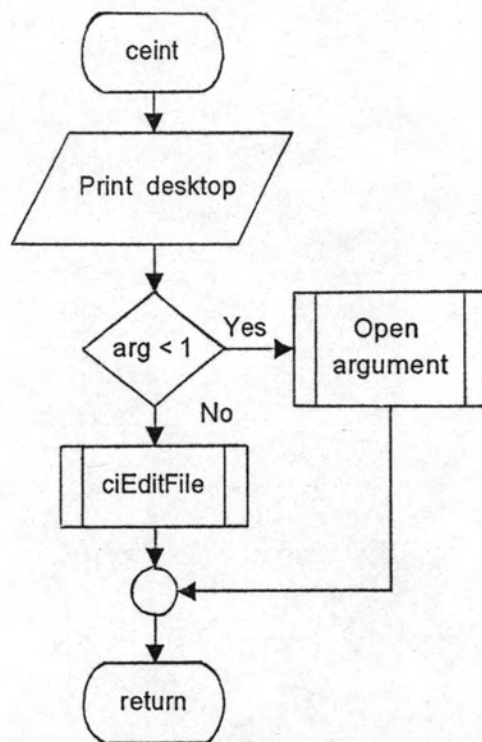 ceint
Print desktop
arg < 1
Yes
Open
argument
No
ciEditFile
return